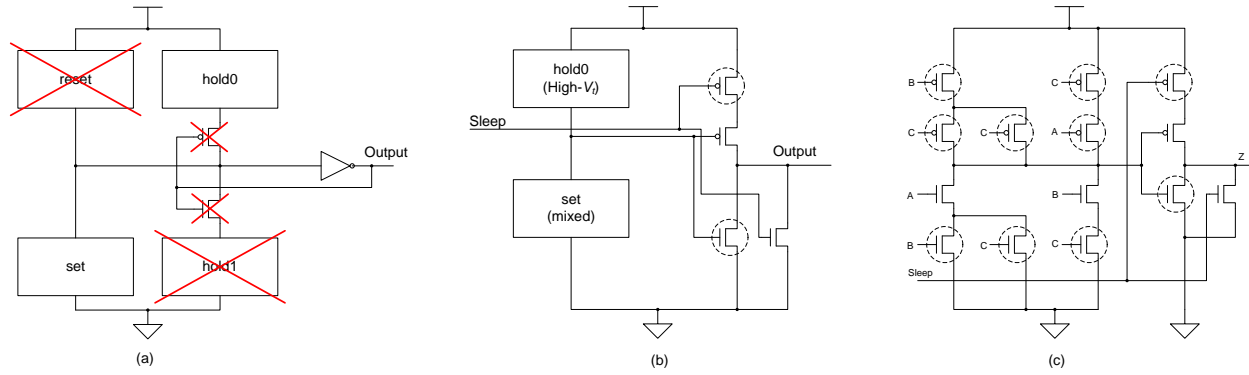 reset
hold0
Output
set
hold1
(a)
hold0
(High-Vt)
Sleep
Output
set
(mixed)
(b)
B
C
C
C
A
Z
A
B
B
C
C
Sleep
(c)